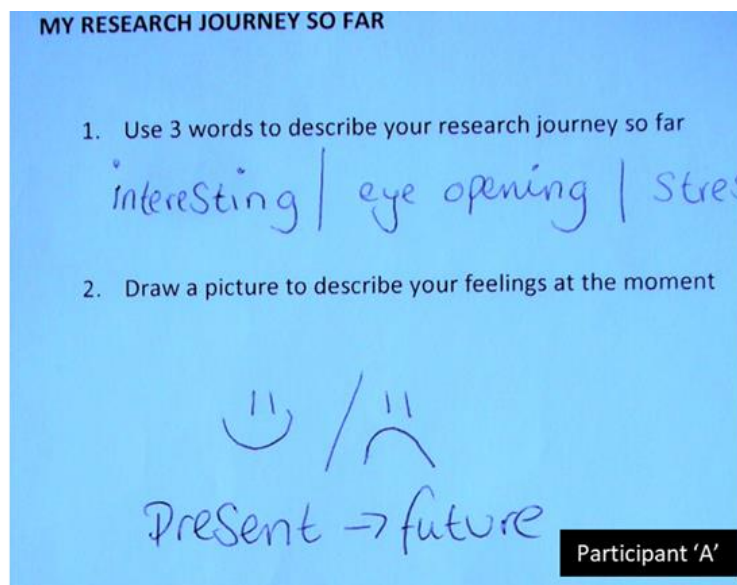 MY RESEARCH JOURNEY SO FAR
1. Use 3 words to describe your research journey so far
interesting | eye opening |
2. Draw a picture to describe your feelings at the moment
Present → future
Participant 'A'